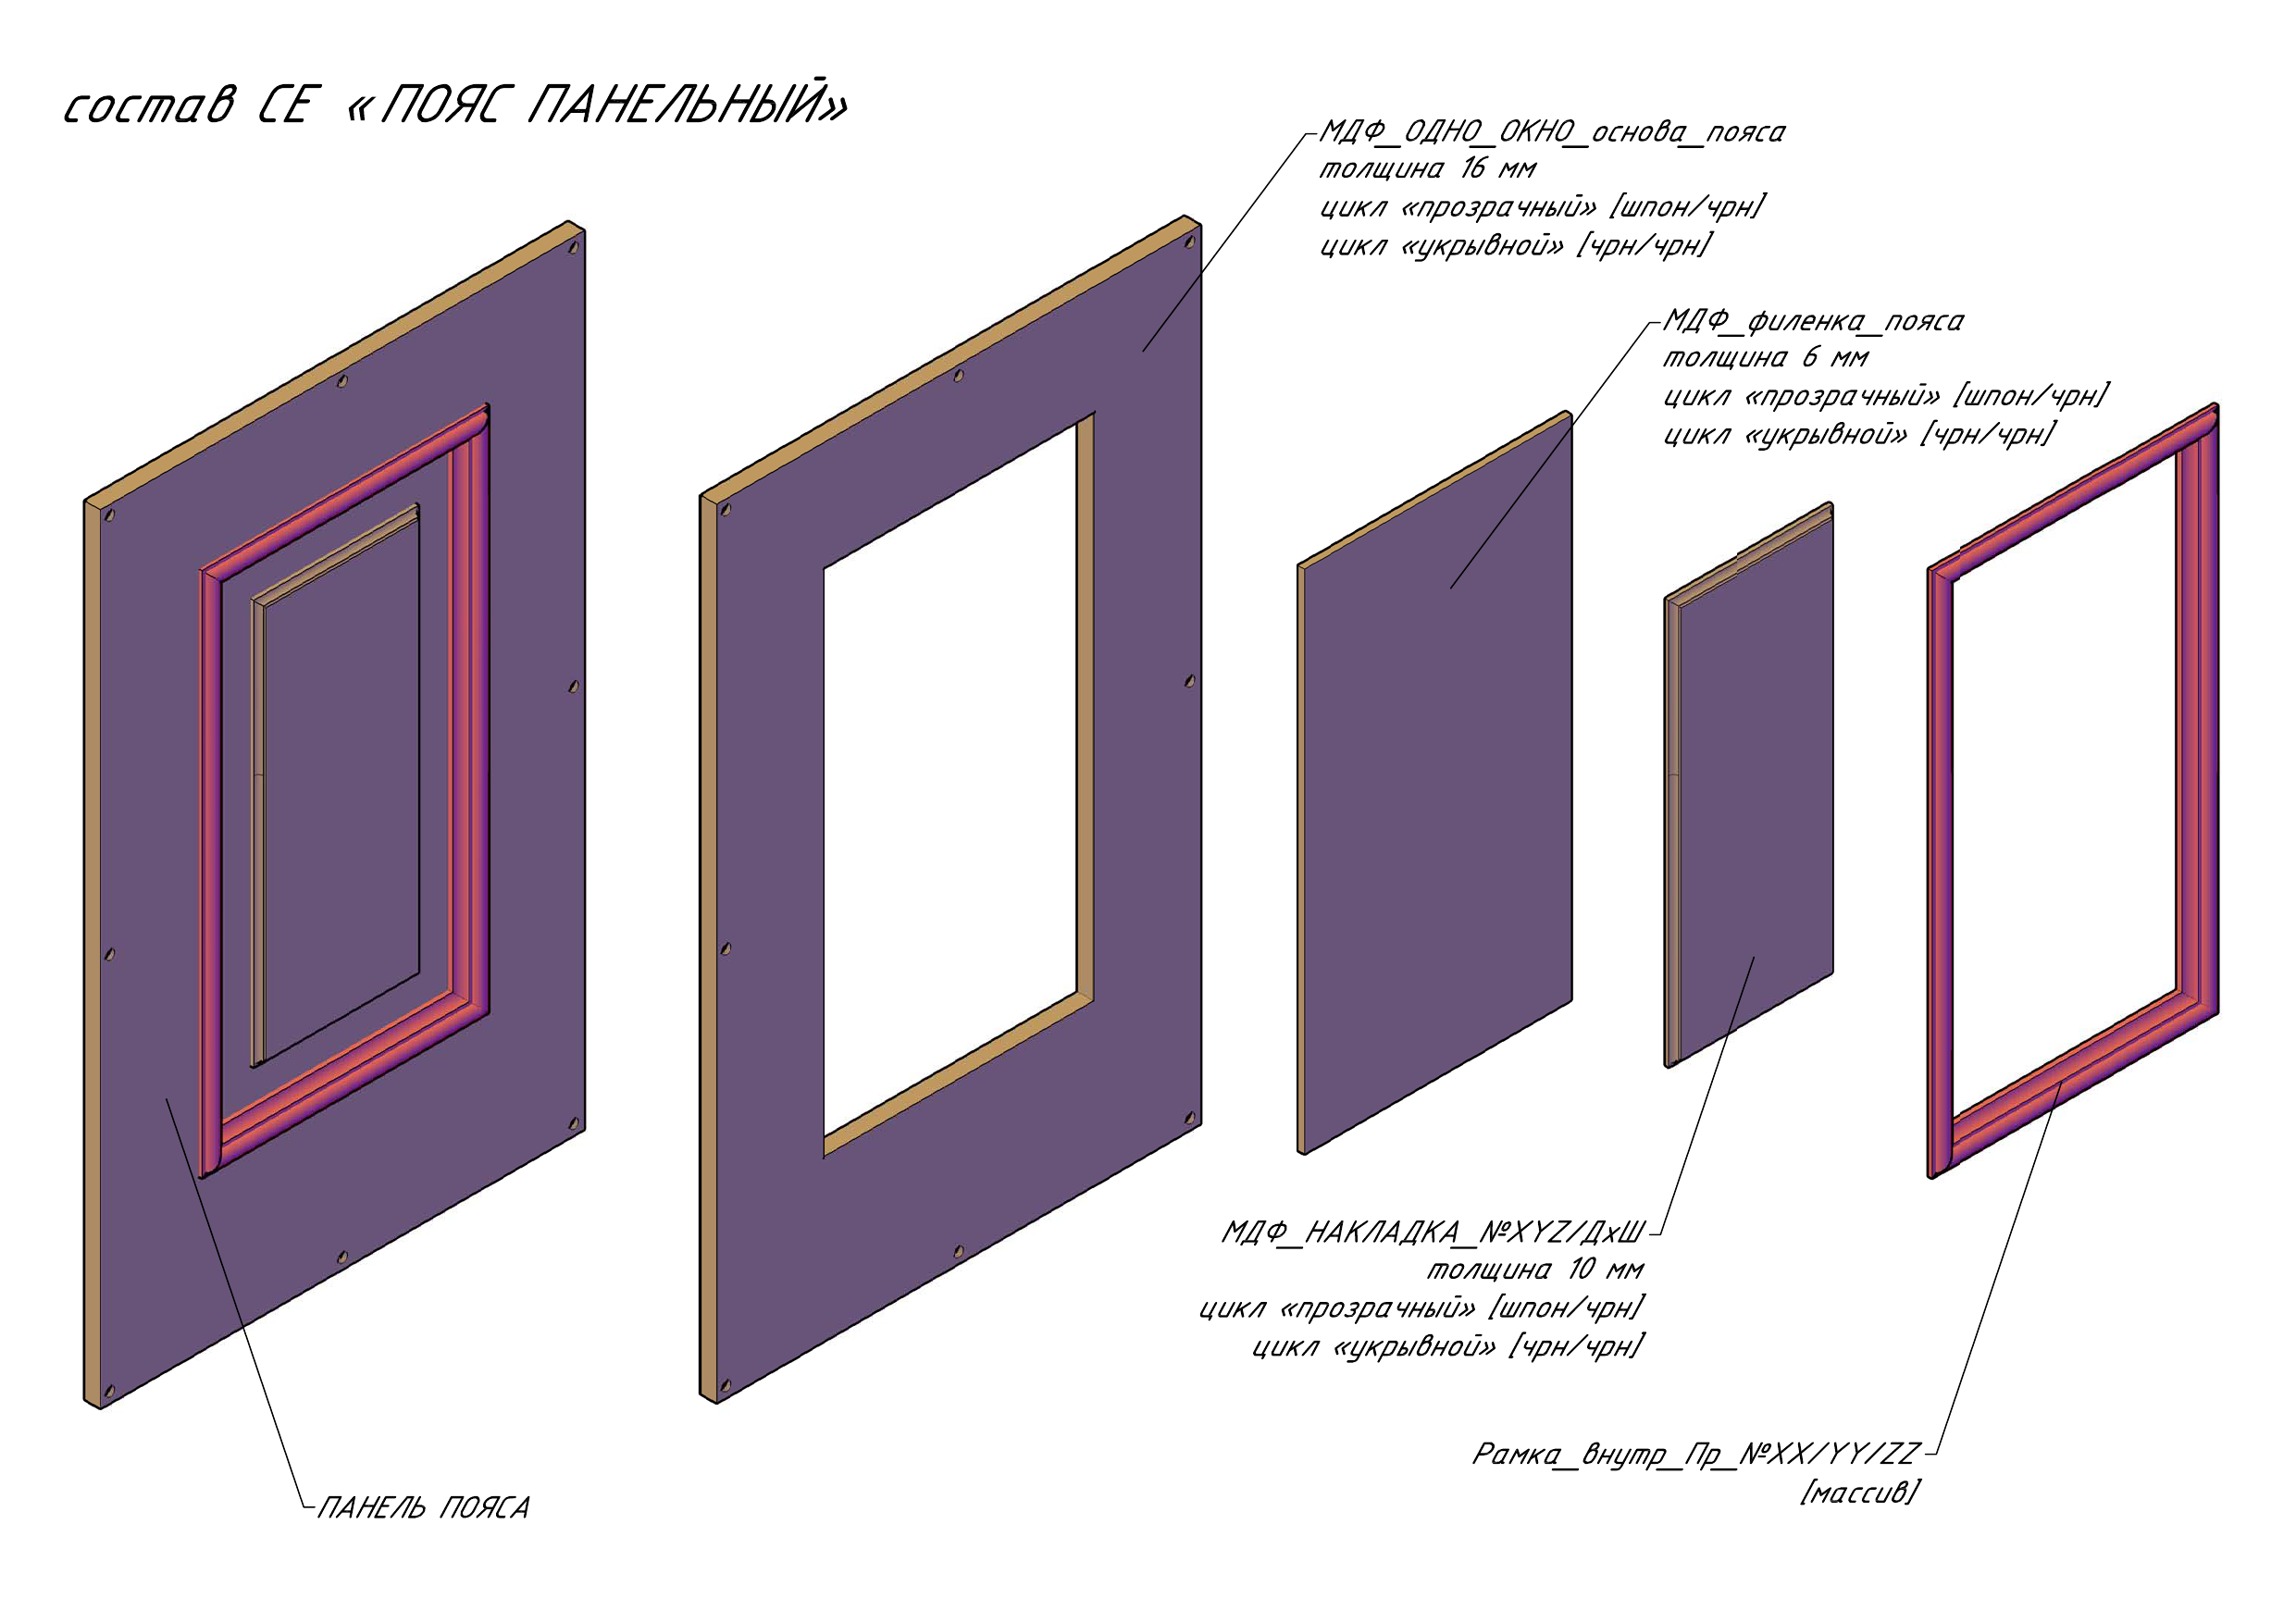 состав СЕ «ПОЯС ПАНЕЛЬНЫЙ»
МДФ_ОДНО_ОКНО_основа_пояса
толщина 16 мм
цикл «прозрачный» [шпон/чрн]
цикл «укрывной» [чрн/чрн]
МДФ_филенка_пояса
толщина 6 мм
цикл «прозрачный» [шпон/чрн]
цикл «укрывной» [чрн/чрн]
МДФ_НАКЛАДКА_№XYZ/ДхШ
толщина 10 мм
цикл «прозрачный» [шпон/чрн]
цикл «укрывной» [чрн/чрн]
Рамка_внутр_Пр_№XX/YY/ZZ
[массив]
ПАНЕЛЬ ПОЯСА